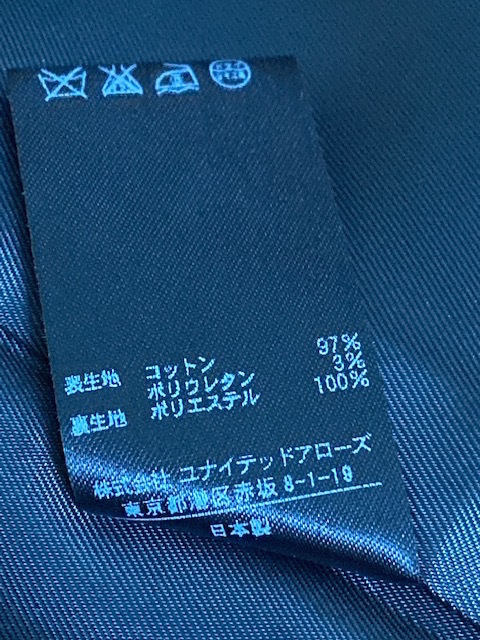 表生地 コットン 97%
ポリウレタン 3%
裏生地 ポリエステル 100%
株式会社 ユナイテッドアローズ
東京都港区赤坂 8-1-19
日本製